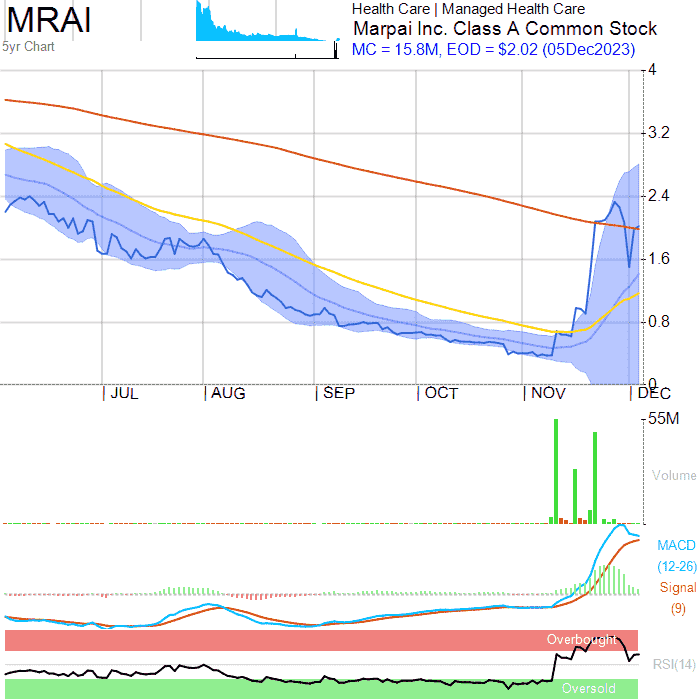 MRAI
5yr Chart
Health Care | Managed Health Care
Marpai Inc. Class A Common Stock
MC = 15.8M, EOD = $2.02 (05Dec2023)
4
3.2
2.4
1.6
0.8
0
JUL AUG SEP OCT NOV DEC
55M
Volume
MACD
(12-26)
Signal
(9)
Overbought
RSI(14)
Oversold